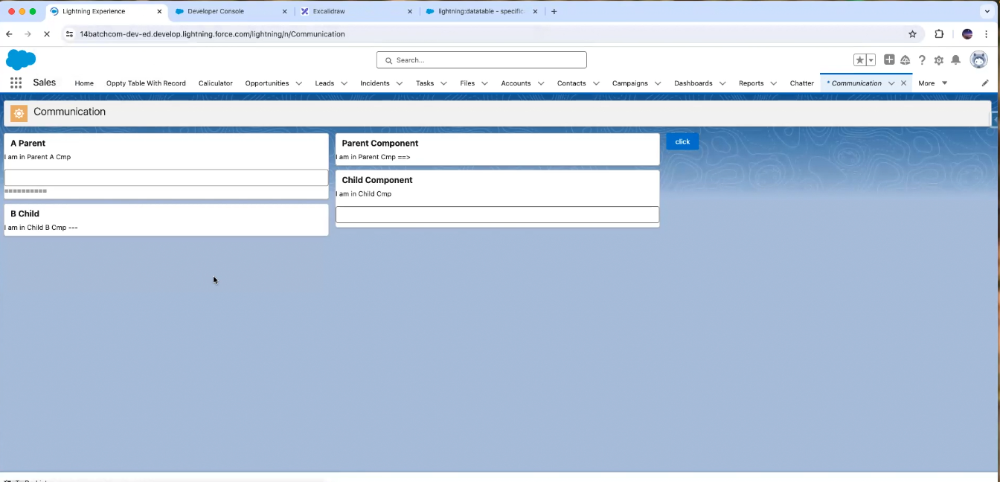 Lightning Experience
Developer Console
Excalidraw
lightning:datatable - specific
14batchcom-dev-ed.develop.lightning.force.com/lightning/n/Communication
Search...
Sales Home Oppty Table With Record Calculator Opportunities Leads Incidents Tasks Files Accounts Contacts Campaigns Dashboards Reports Chatter * Communication More
Communication
A Parent
I am in Parent A Cmp
==========
B Child
I am in Child B Cmp ---
Parent Component
I am in Parent Cmp ==>
Child Component
I am in Child Cmp
click